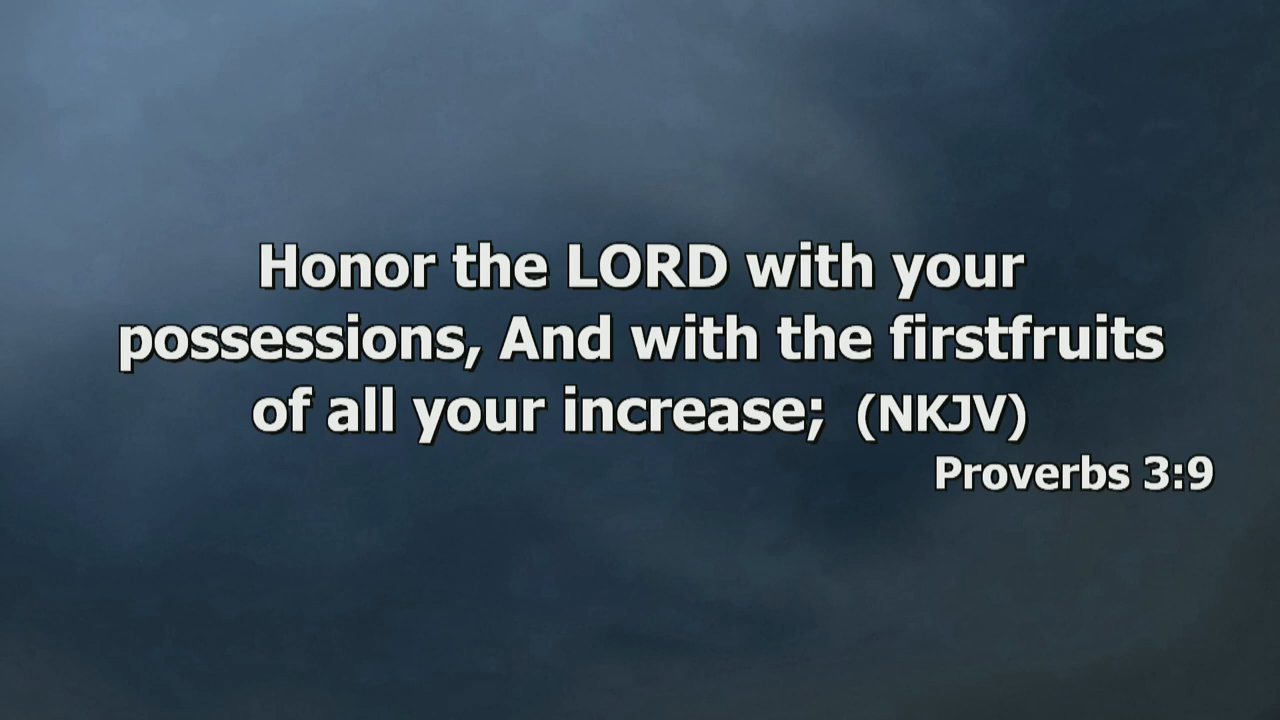 Honor the LORD with your
possessions, And with the firstfruits
of all your increase; (NKJV)
Proverbs 3:9